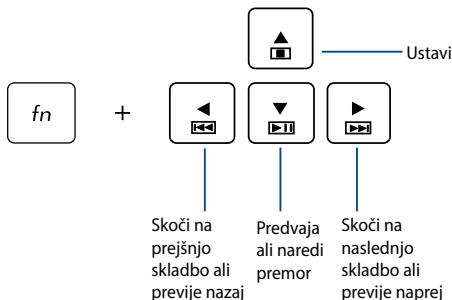 Ustavi
fn
+
Skoči na
prejšnjo
skladbo ali
previje nazaj
Predvaja
ali naredi
premor
Skoči na
naslednjo
skladbo ali
previje naprej